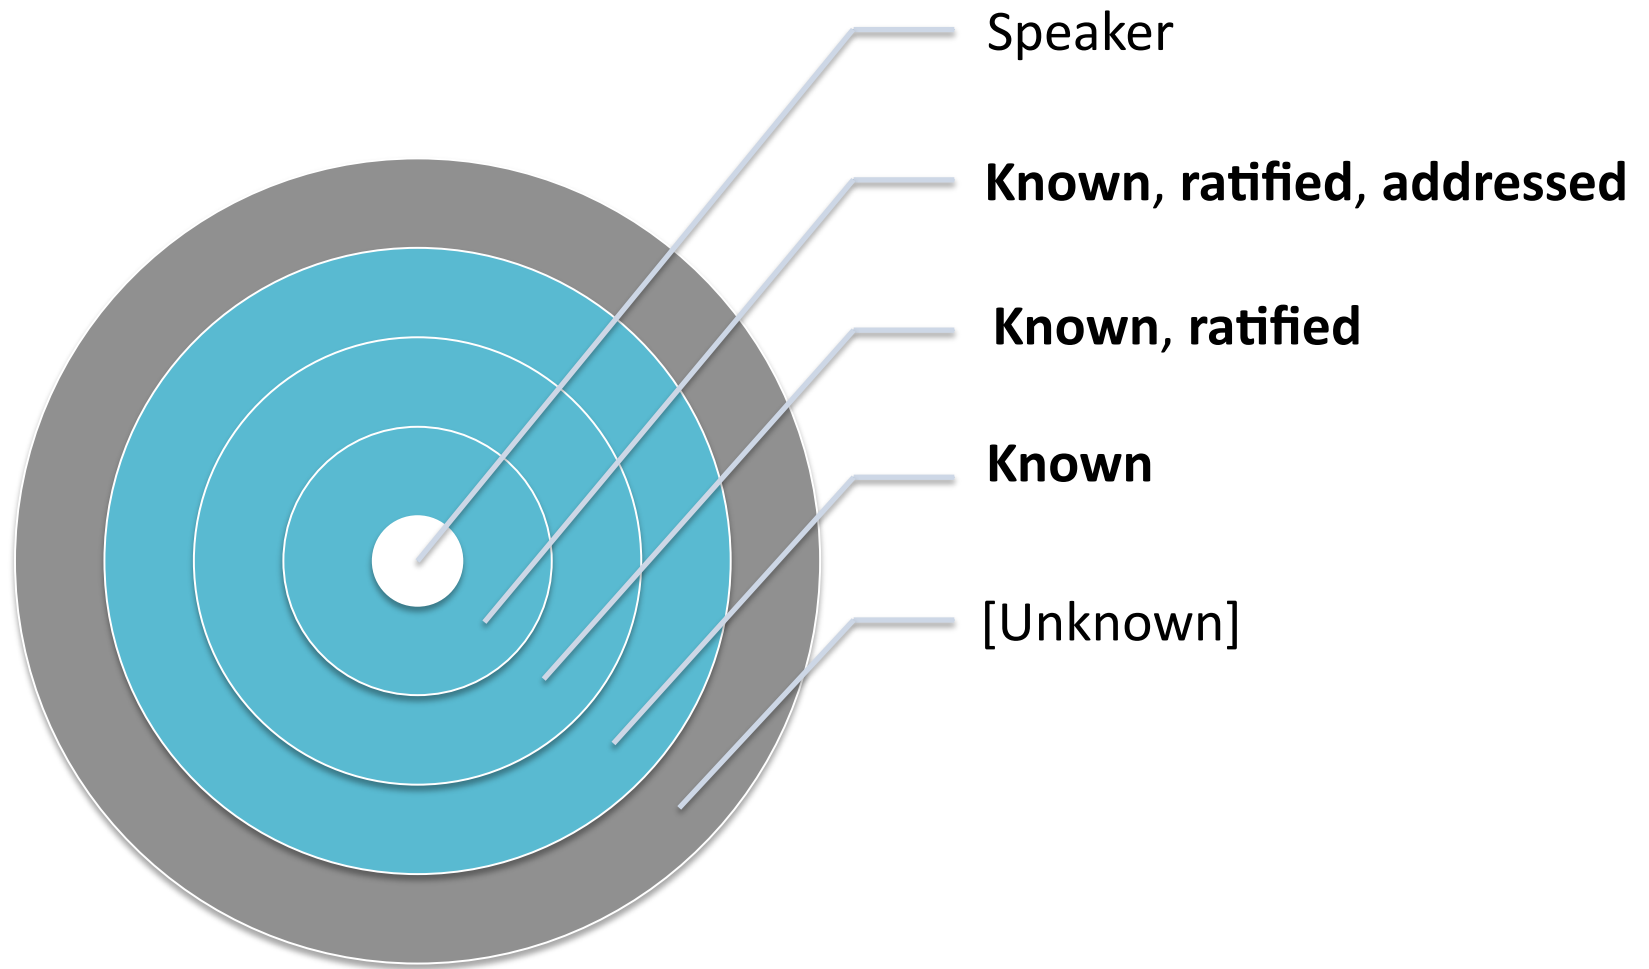 Speaker
Known, ratified, addressed
Known, ratified
Known
[Unknown]